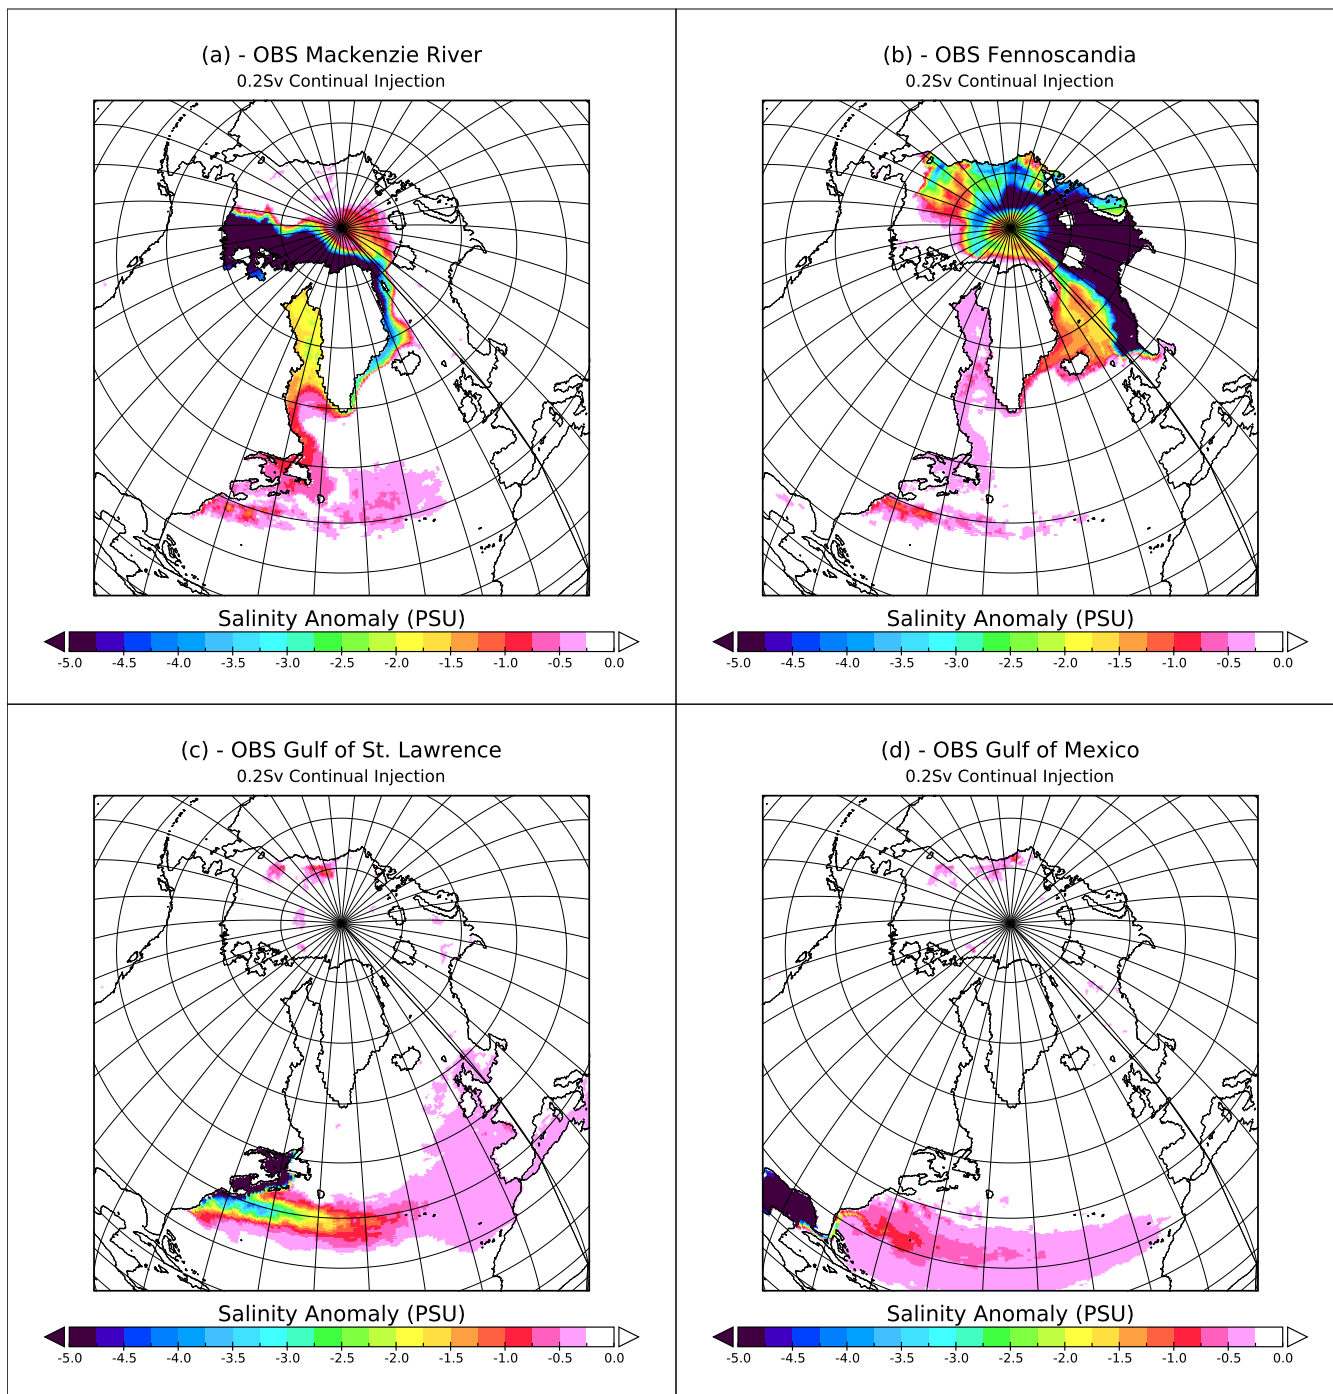 (a) - OBS Mackenzie River
0.2Sv Continual Injection
Salinity Anomaly (PSU)
-5.0 -4.5 -4.0 -3.5 -3.0 -2.5 -2.0 -1.5 -1.0 -0.5 0.0
(b) - OBS Fennoscandia
0.2Sv Continual Injection
Salinity Anomaly (PSU)
-5.0 -4.5 -4.0 -3.5 -3.0 -2.5 -2.0 -1.5 -1.0 -0.5 0.0
(c) - OBS Gulf of St. Lawrence
0.2Sv Continual Injection
Salinity Anomaly (PSU)
-5.0 -4.5 -4.0 -3.5 -3.0 -2.5 -2.0 -1.5 -1.0 -0.5 0.0
(d) - OBS Gulf of Mexico
0.2Sv Continual Injection
Salinity Anomaly (PSU)
-5.0 -4.5 -4.0 -3.5 -3.0 -2.5 -2.0 -1.5 -1.0 -0.5 0.0